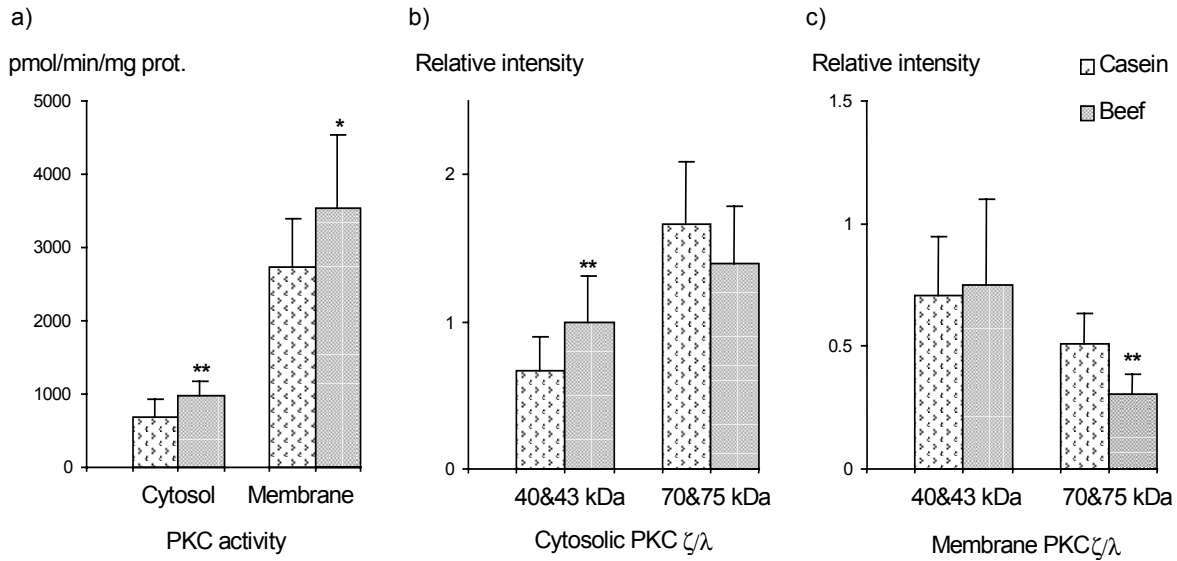 a)
pmol/min/mg prot.
5000
4000
3000
2000
1000
0
*
**
Cytosol Membrane
PKC activity
b)
Relative intensity
2
1
0
**
40&43 kDa 70&75 kDa
Cytosolic PKC ζ/λ
c)
Relative intensity
Casein
Beef
1.5
1
0.5
0
**
40&43 kDa 70&75 kDa
Membrane PKCζ/λ